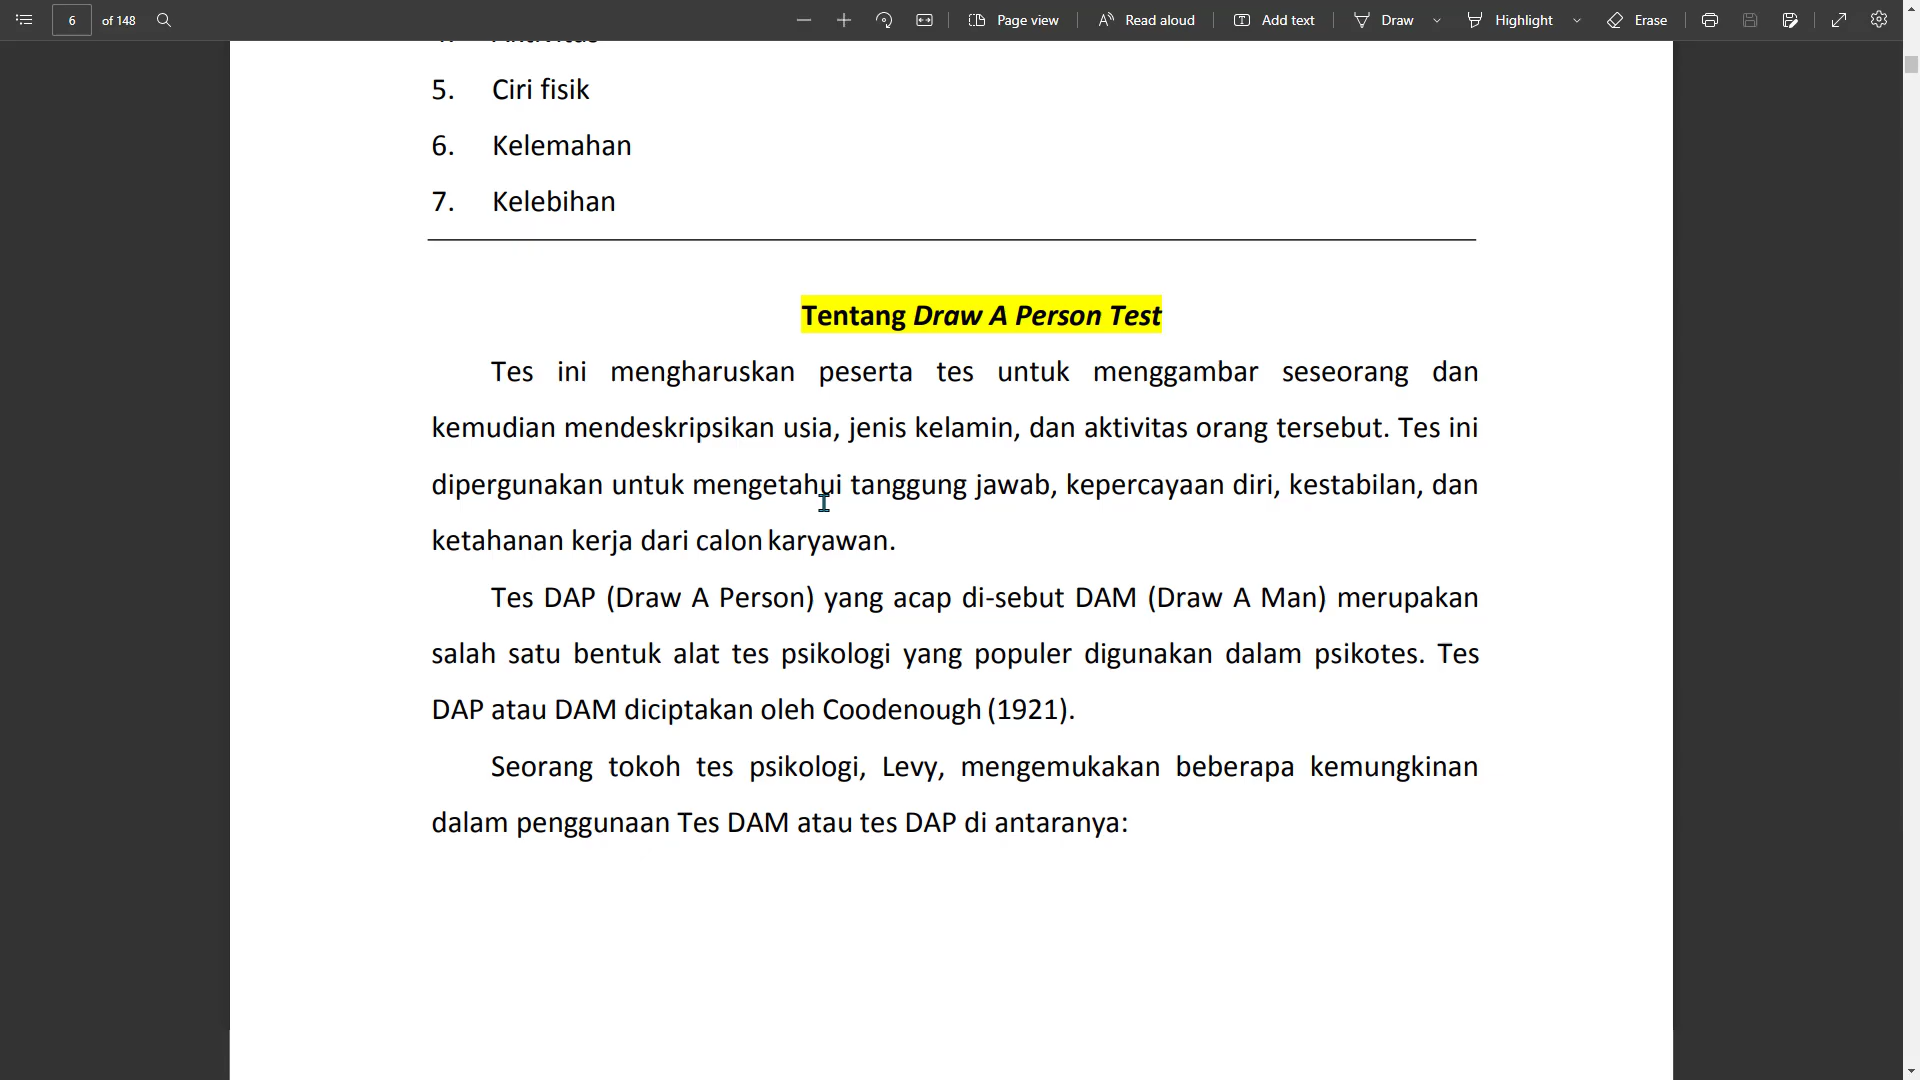 6 of 148 Page view Read aloud Add text Draw Highlight Erase
5. Ciri fisik
6. Kelemahan
7. Kelebihan
Tentang Draw A Person Test
Tes ini mengharuskan peserta tes untuk menggambar seseorang dan
kemudian mendeskripsikan usia, jenis kelamin, dan aktivitas orang tersebut. Tes ini
dipergunakan untuk mengetahui tanggung jawab, kepercayaan diri, kestabilan, dan
ketahanan kerja dari calon karyawan.
Tes DAP (Draw A Person) yang acap di-sebut DAM (Draw A Man) merupakan
salah satu bentuk alat tes psikologi yang populer digunakan dalam psikotes. Tes
DAP atau DAM diciptakan oleh Coodenough (1921).
Seorang tokoh tes psikologi, Levy, mengemukakan beberapa kemungkinan
dalam penggunaan Tes DAM atau tes DAP di antaranya: